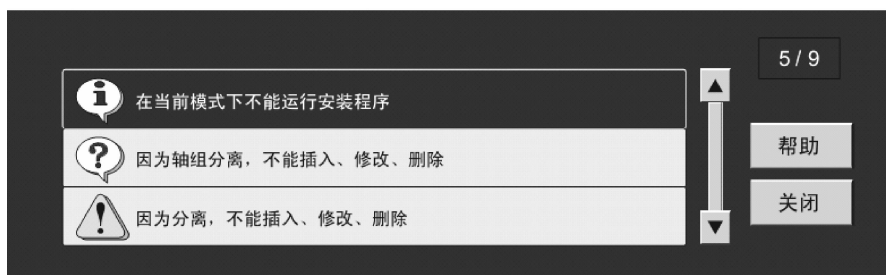 5/9
在当前模式下不能运行安装程序
因为轴组分离，不能插入、修改、删除
帮助
因为分离，不能插入、修改、删除
关闭